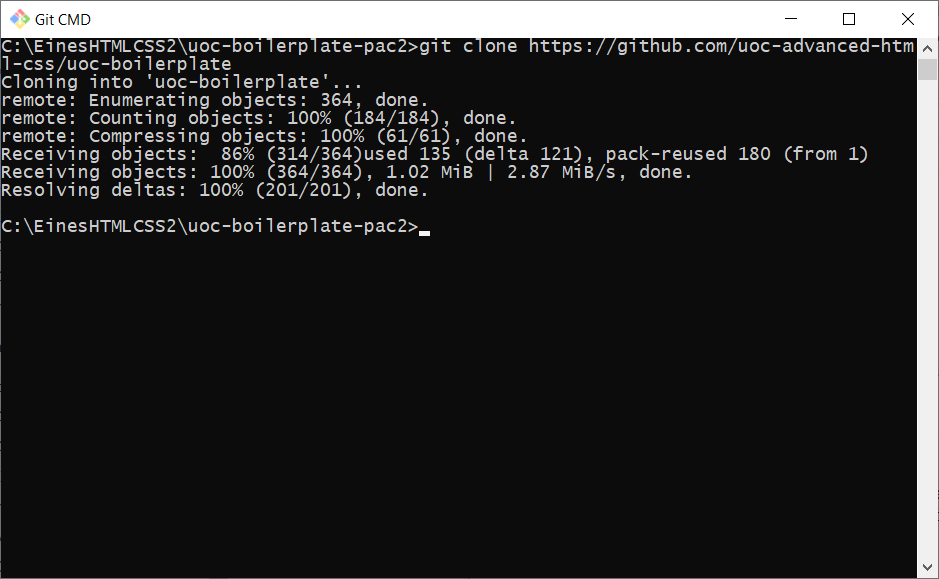 Git CMD
C:\EinesHTMLCSS2\uoc-boilerplate-pac2>git clone https://github.com/uoc-advanced-htm
l-css/uoc-boilerplate
Cloning into 'uoc-boilerplate'...
remote: Enumerating objects: 364, done.
remote: Counting objects: 100% (184/184), done.
remote: Compressing objects: 100% (61/61), done.
Receiving objects:  86% (314/364)used 135 (delta 121), pack-reused 180 (from 1)
Receiving objects: 100% (364/364), 1.02 MiB | 2.87 MiB/s, done.
Resolving deltas: 100% (201/201), done.
C:\EinesHTMLCSS2\uoc-boilerplate-pac2>